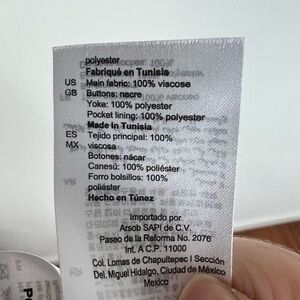 polyester
Fabriqué en Tunisia
US Main fabric: 100% viscose
GB Buttons: nacre
Yoke: 100% polyester
Pocket lining: 100% polyester
Made in Tunisia
ES Tejido principal: 100%
MX viscosa
Botones: nácar
Canesú: 100% poliéster
Forro bolsillos: 100%
poliéster
Hecho en Túnez
Importado por
Arsob SAPI de C.V.
Paseo de la Reforma No. 2076
Int. A C.P. 11000
Col. Lomas de Chapultepec I Sección
Del. Miguel Hidalgo, Ciudad de México
Mexico